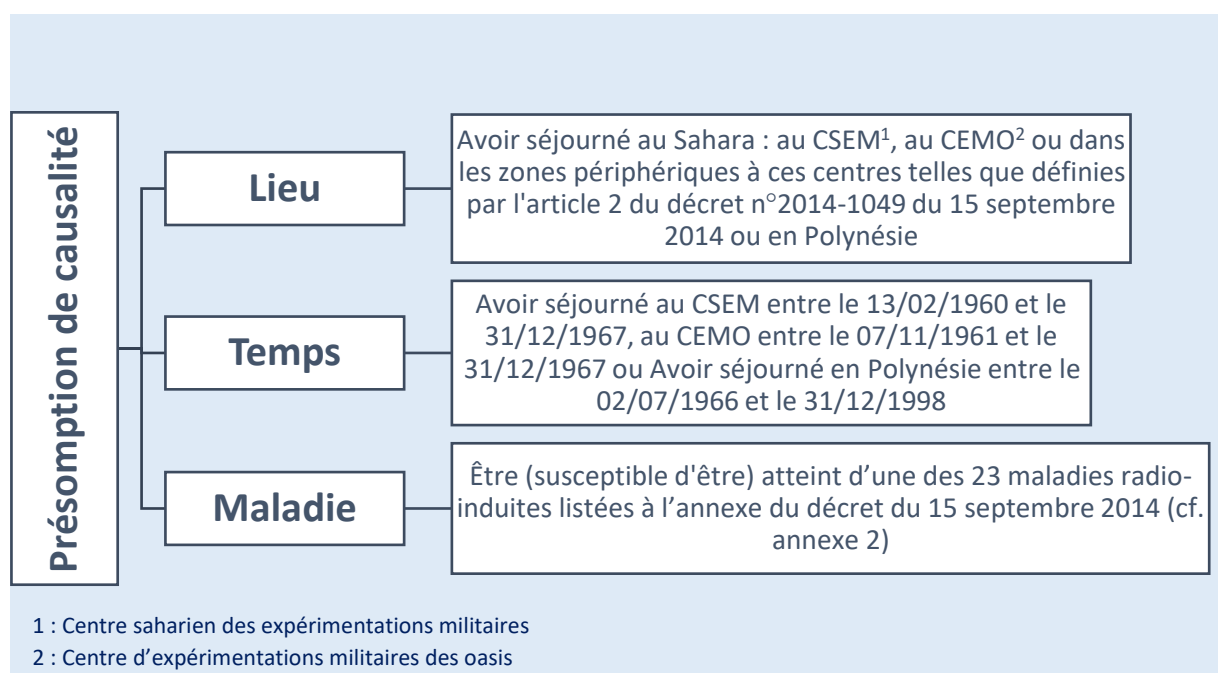 Présomption de causalité
Lieu
Avoir séjourné au Sahara : au CSEM¹, au CEMO² ou dans
les zones périphériques à ces centres telles que définies
par l'article 2 du décret n°2014-1049 du 15 septembre
2014 ou en Polynésie
Temps
Avoir séjourné au CSEM entre le 13/02/1960 et le
31/12/1967, au CEMO entre le 07/11/1961 et le
31/12/1967 ou Avoir séjourné en Polynésie entre le
02/07/1966 et le 31/12/1998
Maladie
Être (susceptible d'être) atteint d’une des 23 maladies radio-
induites listées à l’annexe du décret du 15 septembre 2014 (cf.
annexe 2)
1 : Centre saharien des expérimentations militaires
2 : Centre d’expérimentations militaires des oasis